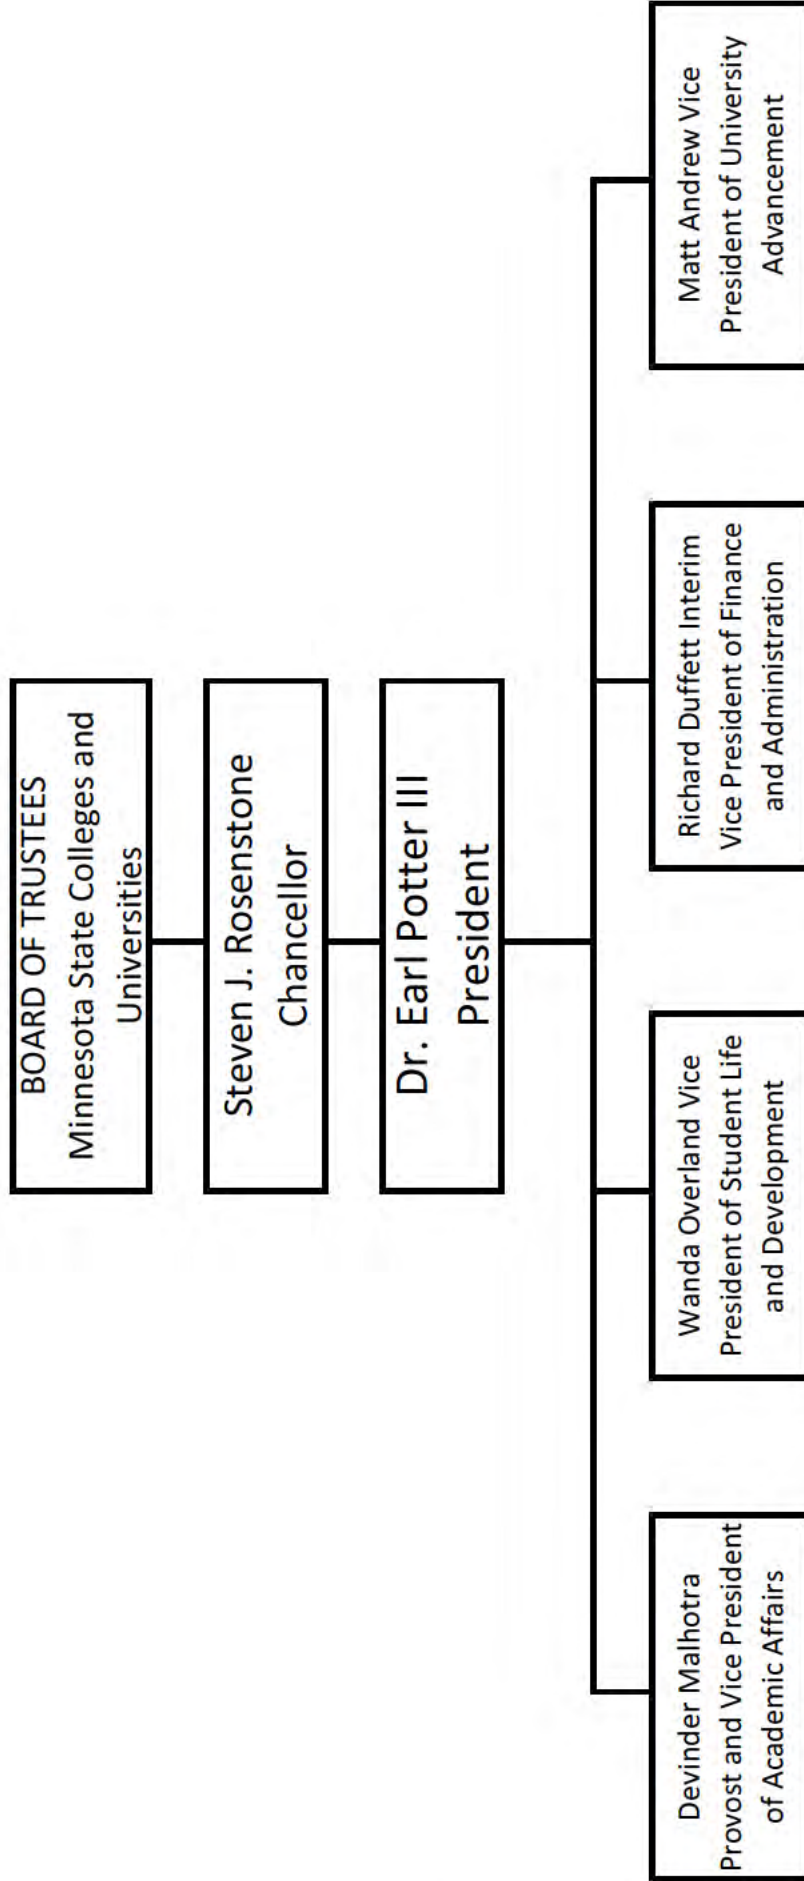 BOARD OF TRUSTEES
Minnesota State Colleges and
Universities
Steven J. Rosenstone
Chancellor
Dr. Earl Potter III
President
Devinder Malhotra
Provost and Vice President
of Academic Affairs
Wanda Overland Vice
President of Student Life
and Development
Richard Duffett Interim
Vice President of Finance
and Administration
Matt Andrew Vice
President of University
Advancement